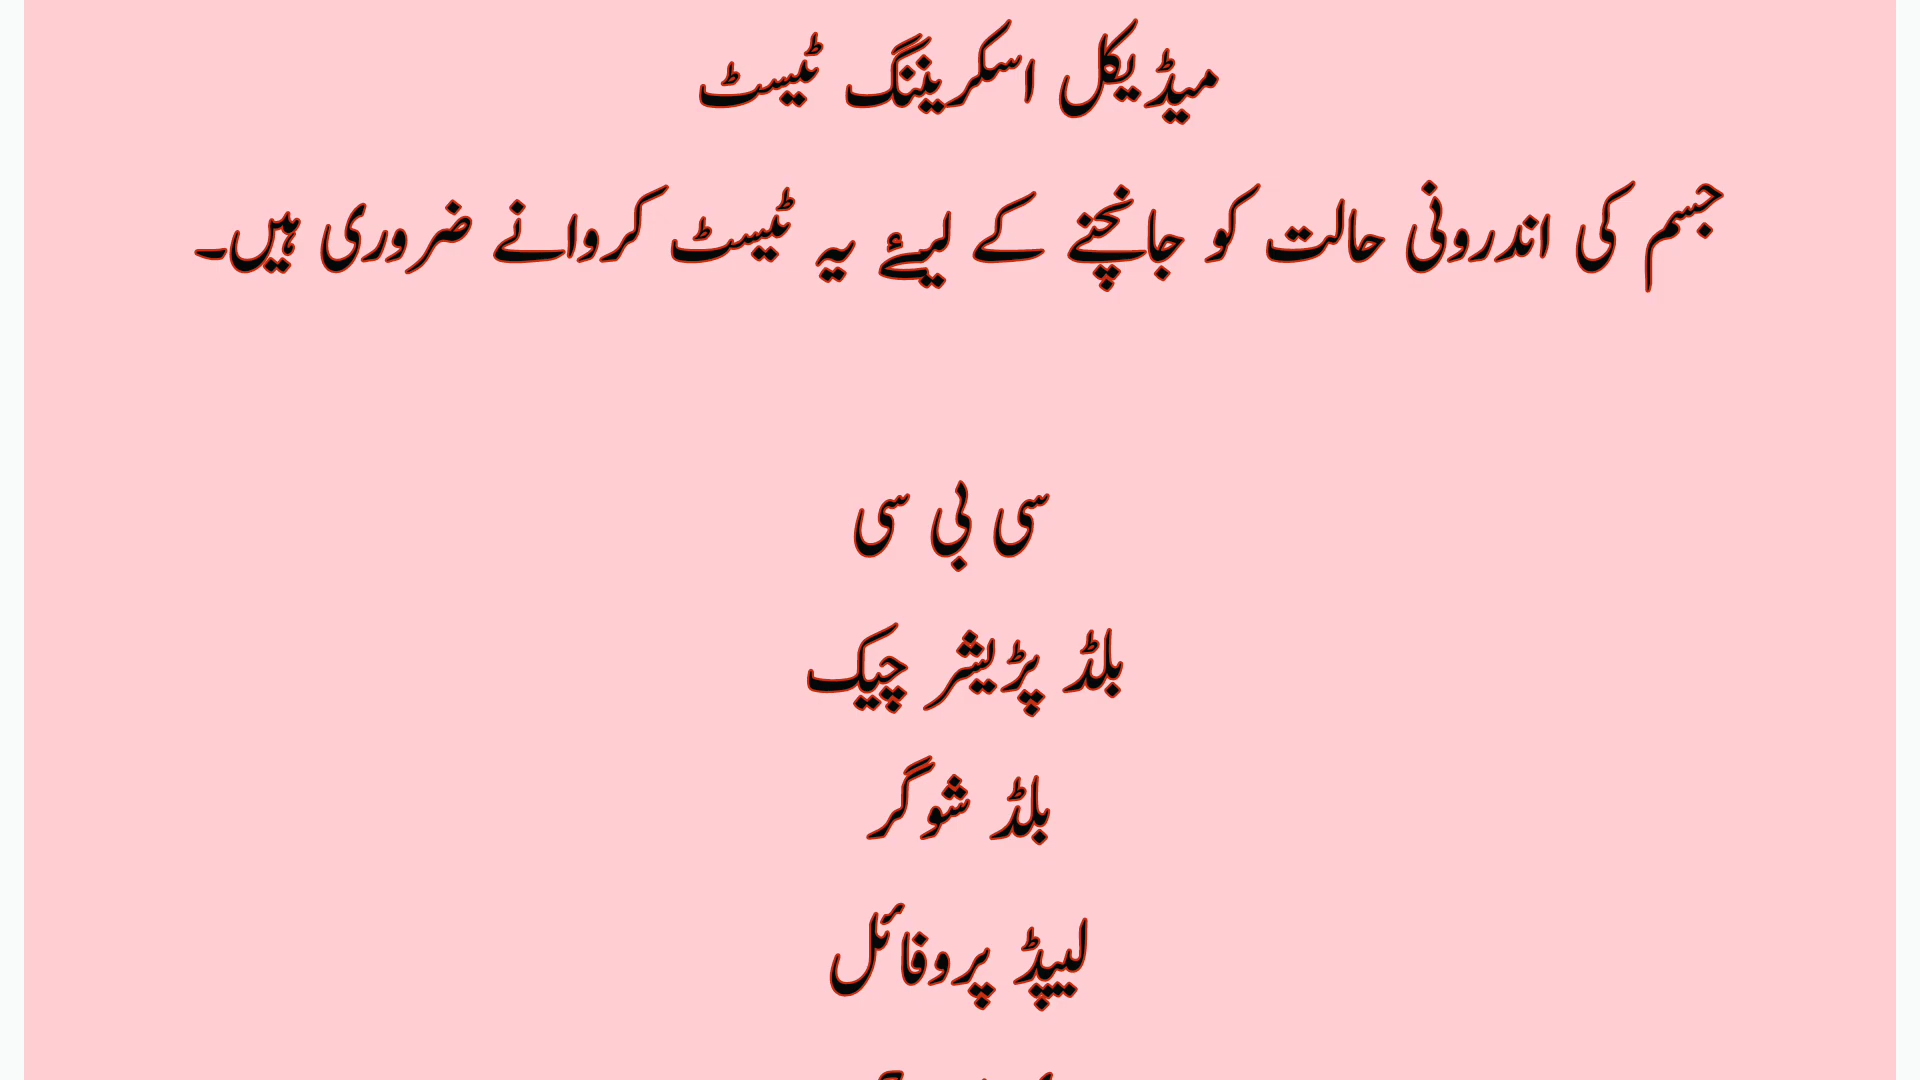 میڈیکل اسکریننگ ٹیسٹ
جسم کی اندرونی حالت کو جانچنے کے لیئے یہ ٹیسٹ کروانے ضروری ہیں۔
سی بی سی
بلڈ پڑیشر چیک
بلڈ شوگر
لیپڈ پروفائل